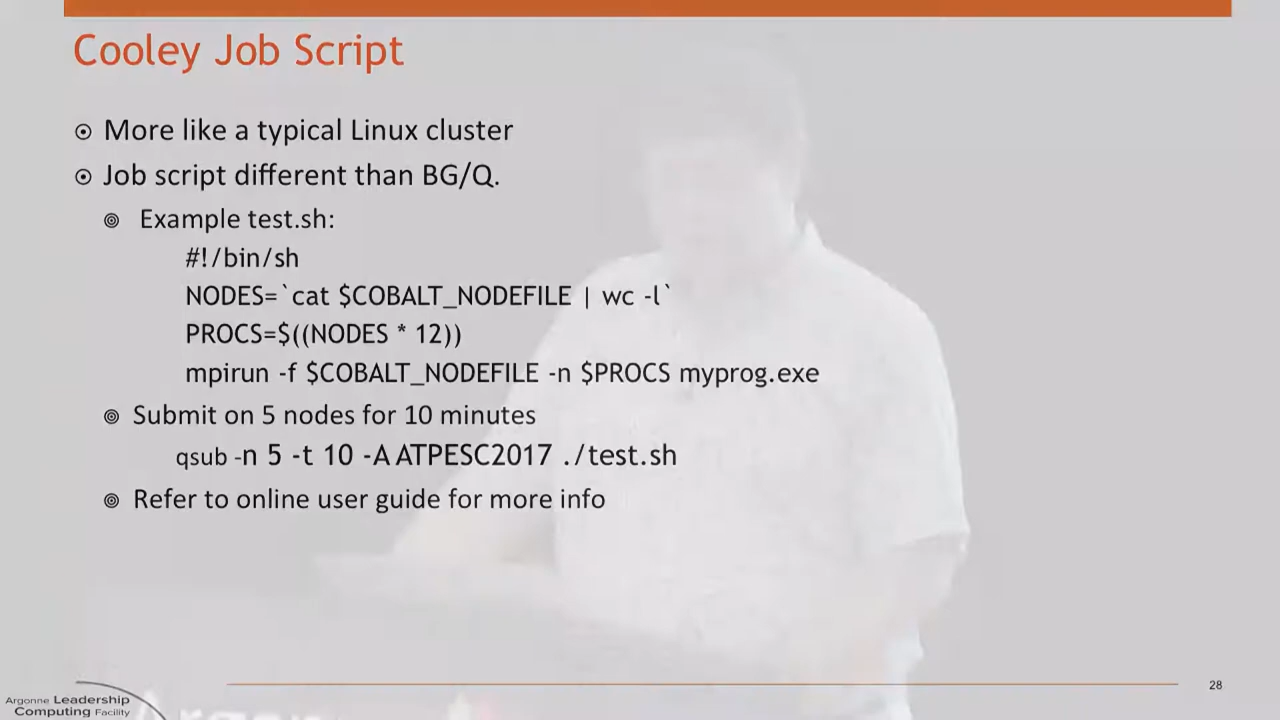 Cooley Job Script
More like a typical Linux cluster
Job script different than BG/Q.
Example test.sh:
#!/bin/sh
NODES=`cat $COBALT_NODEFILE | wc -l`
PROCS=$((NODES * 12))
mpirun -f $COBALT_NODEFILE -n $PROCS myprog.exe
Submit on 5 nodes for 10 minutes
qsub -n 5 -t 10 -A ATPESC2017 ./test.sh
Refer to online user guide for more info
28
Argonne Leadership
Computing Facility